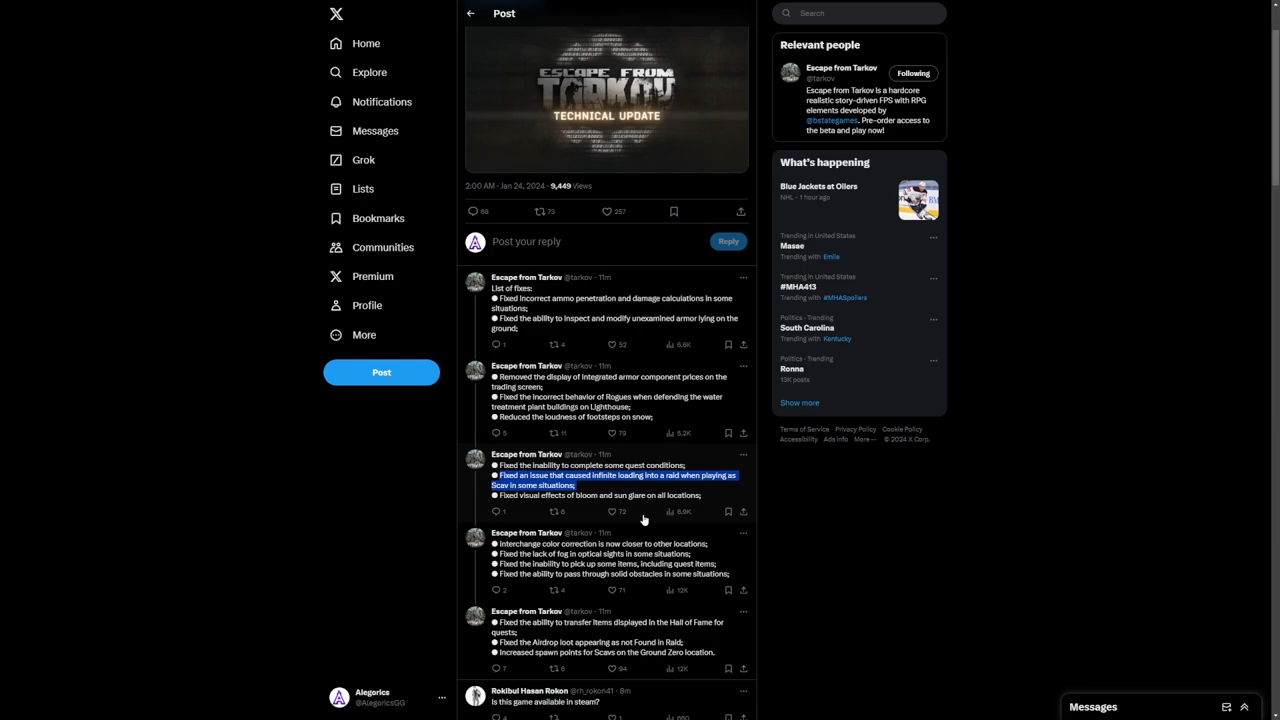 Home
Explore
Notifications
Messages
Grok
Lists
Bookmarks
Communities
Premium
Profile
More
Post
Alegorics
@AlegoricsGG
Post
ESCAPE FROM
TARKOV
TECHNICAL UPDATE
2:00 AM · Jan 24, 2024 · 9,449 Views
68 73 257
Post your reply
Reply
Escape from Tarkov @tarkov · 11m
List of fixes:
● Fixed incorrect ammo penetration and damage calculations in some
situations;
● Fixed the ability to inspect and modify unexamined armor lying on the
ground;
1 4 52 6.6K
Escape from Tarkov @tarkov · 11m
● Removed the display of integrated armor component prices on the
trading screen;
● Fixed the incorrect behavior of Rogues when defending the water
treatment plant buildings on Lighthouse;
● Reduced the loudness of footsteps on snow;
5 11 79 5.2K
Escape from Tarkov @tarkov · 11m
● Fixed the inability to complete some quest conditions;
● Fixed an issue that caused infinite loading into a raid when playing as
Scav in some situations;
● Fixed visual effects of bloom and sun glare on all locations;
1 6 72 6.9K
Escape from Tarkov @tarkov · 11m
● Interchange color correction is now closer to other locations;
● Fixed the lack of fog in optical sights in some situations;
● Fixed the inability to pick up some items, including quest items;
● Fixed the ability to pass through solid obstacles in some situations;
2 4 71 12K
Escape from Tarkov @tarkov · 11m
● Fixed the ability to transfer items displayed in the Hall of Fame for
quests;
● Fixed the Airdrop loot appearing as not Found in Raid;
● Increased spawn points for Scavs on the Ground Zero location.
7 6 94 12K
Rokibul Hasan Rokon @rh_rokon41 · 8m
Is this game available in steam?
4 1 660
Search
Relevant people
Escape from Tarkov
@tarkov
Following
Escape from Tarkov is a hardcore
realistic story-driven FPS with RPG
elements developed by
@bstategames. Pre-order access to
the beta and play now!
What's happening
Blue Jackets at Oilers
NHL · 1 hour ago
Trending in United States
Masae
Trending with Emile
Trending in United States
#MHA413
Trending with #MHASpoilers
Politics · Trending
South Carolina
Trending with Kentucky
Politics · Trending
Ronna
13K posts
Show more
Terms of Service Privacy Policy Cookie Policy
Accessibility Ads info More ··· © 2024 X Corp.
Messages